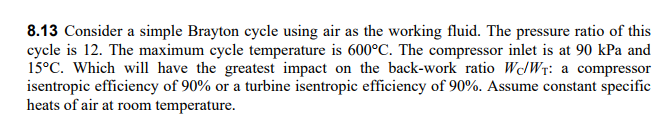 8.13 Consider a simple Brayton cycle using air as the working fluid. The pressure ratio of this
cycle is 12. The maximum cycle temperature is 600°C. The compressor inlet is at 90 kPa and
15°C. Which will have the greatest impact on the back-work ratio WC/WT: a compressor
isentropic efficiency of 90% or a turbine isentropic efficiency of 90%. Assume constant specific
heats of air at room temperature.